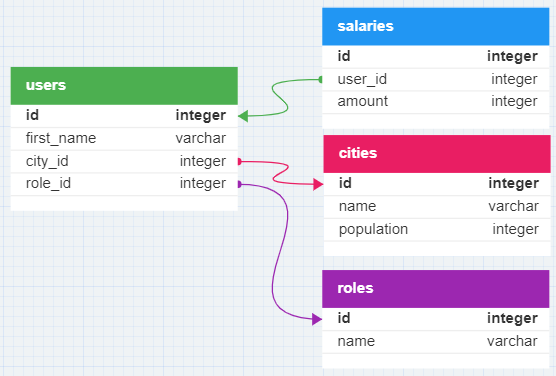 users
id integer
first_name varchar
city_id integer
role_id integer
salaries
id integer
user_id integer
amount integer
cities
id integer
name varchar
population integer
roles
id integer
name varchar